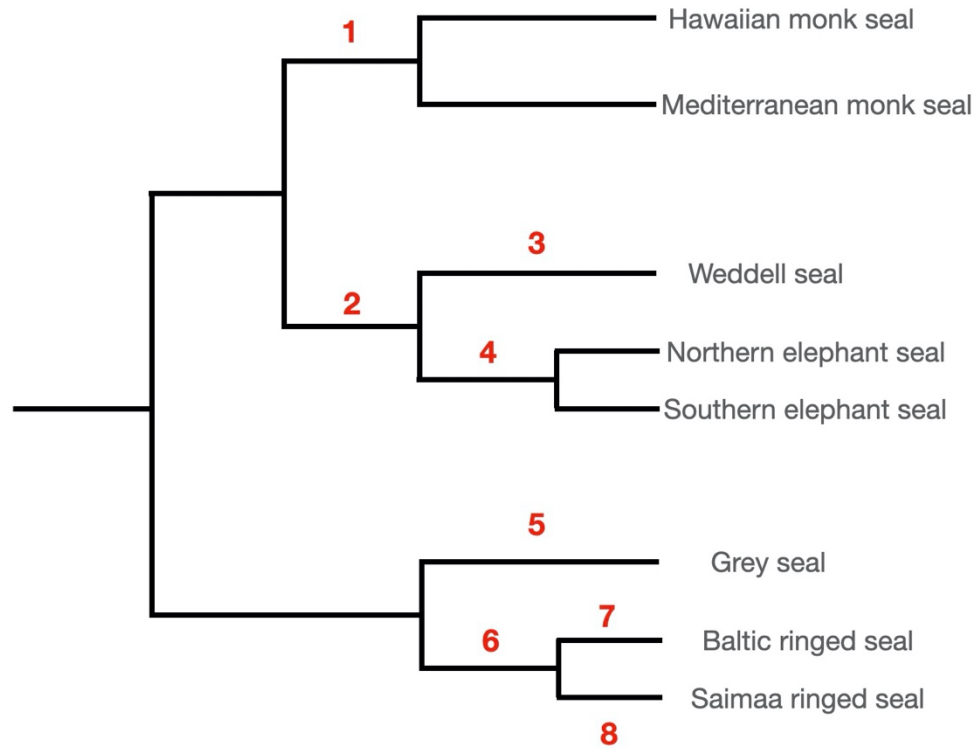 1
Hawaiian monk seal
Mediterranean monk seal
3
Weddell seal
2
4
Northern elephant seal
Southern elephant seal
5
Grey seal
7
6
Baltic ringed seal
Saimaa ringed seal
8